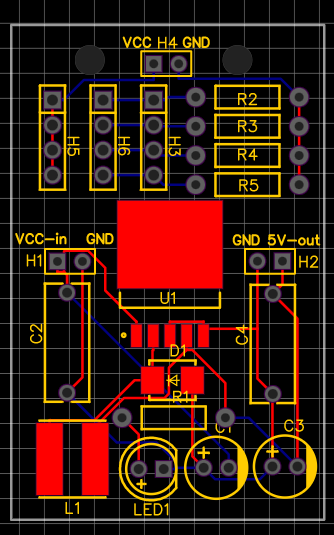 VCC H4 GND
R2
R3
H5 H6 H3
R4
R5
VCC-in GND GND 5V-out
H1 H2
U1
C2 C4
D1
R1
C1 C3
+ +
+
L1 LED1